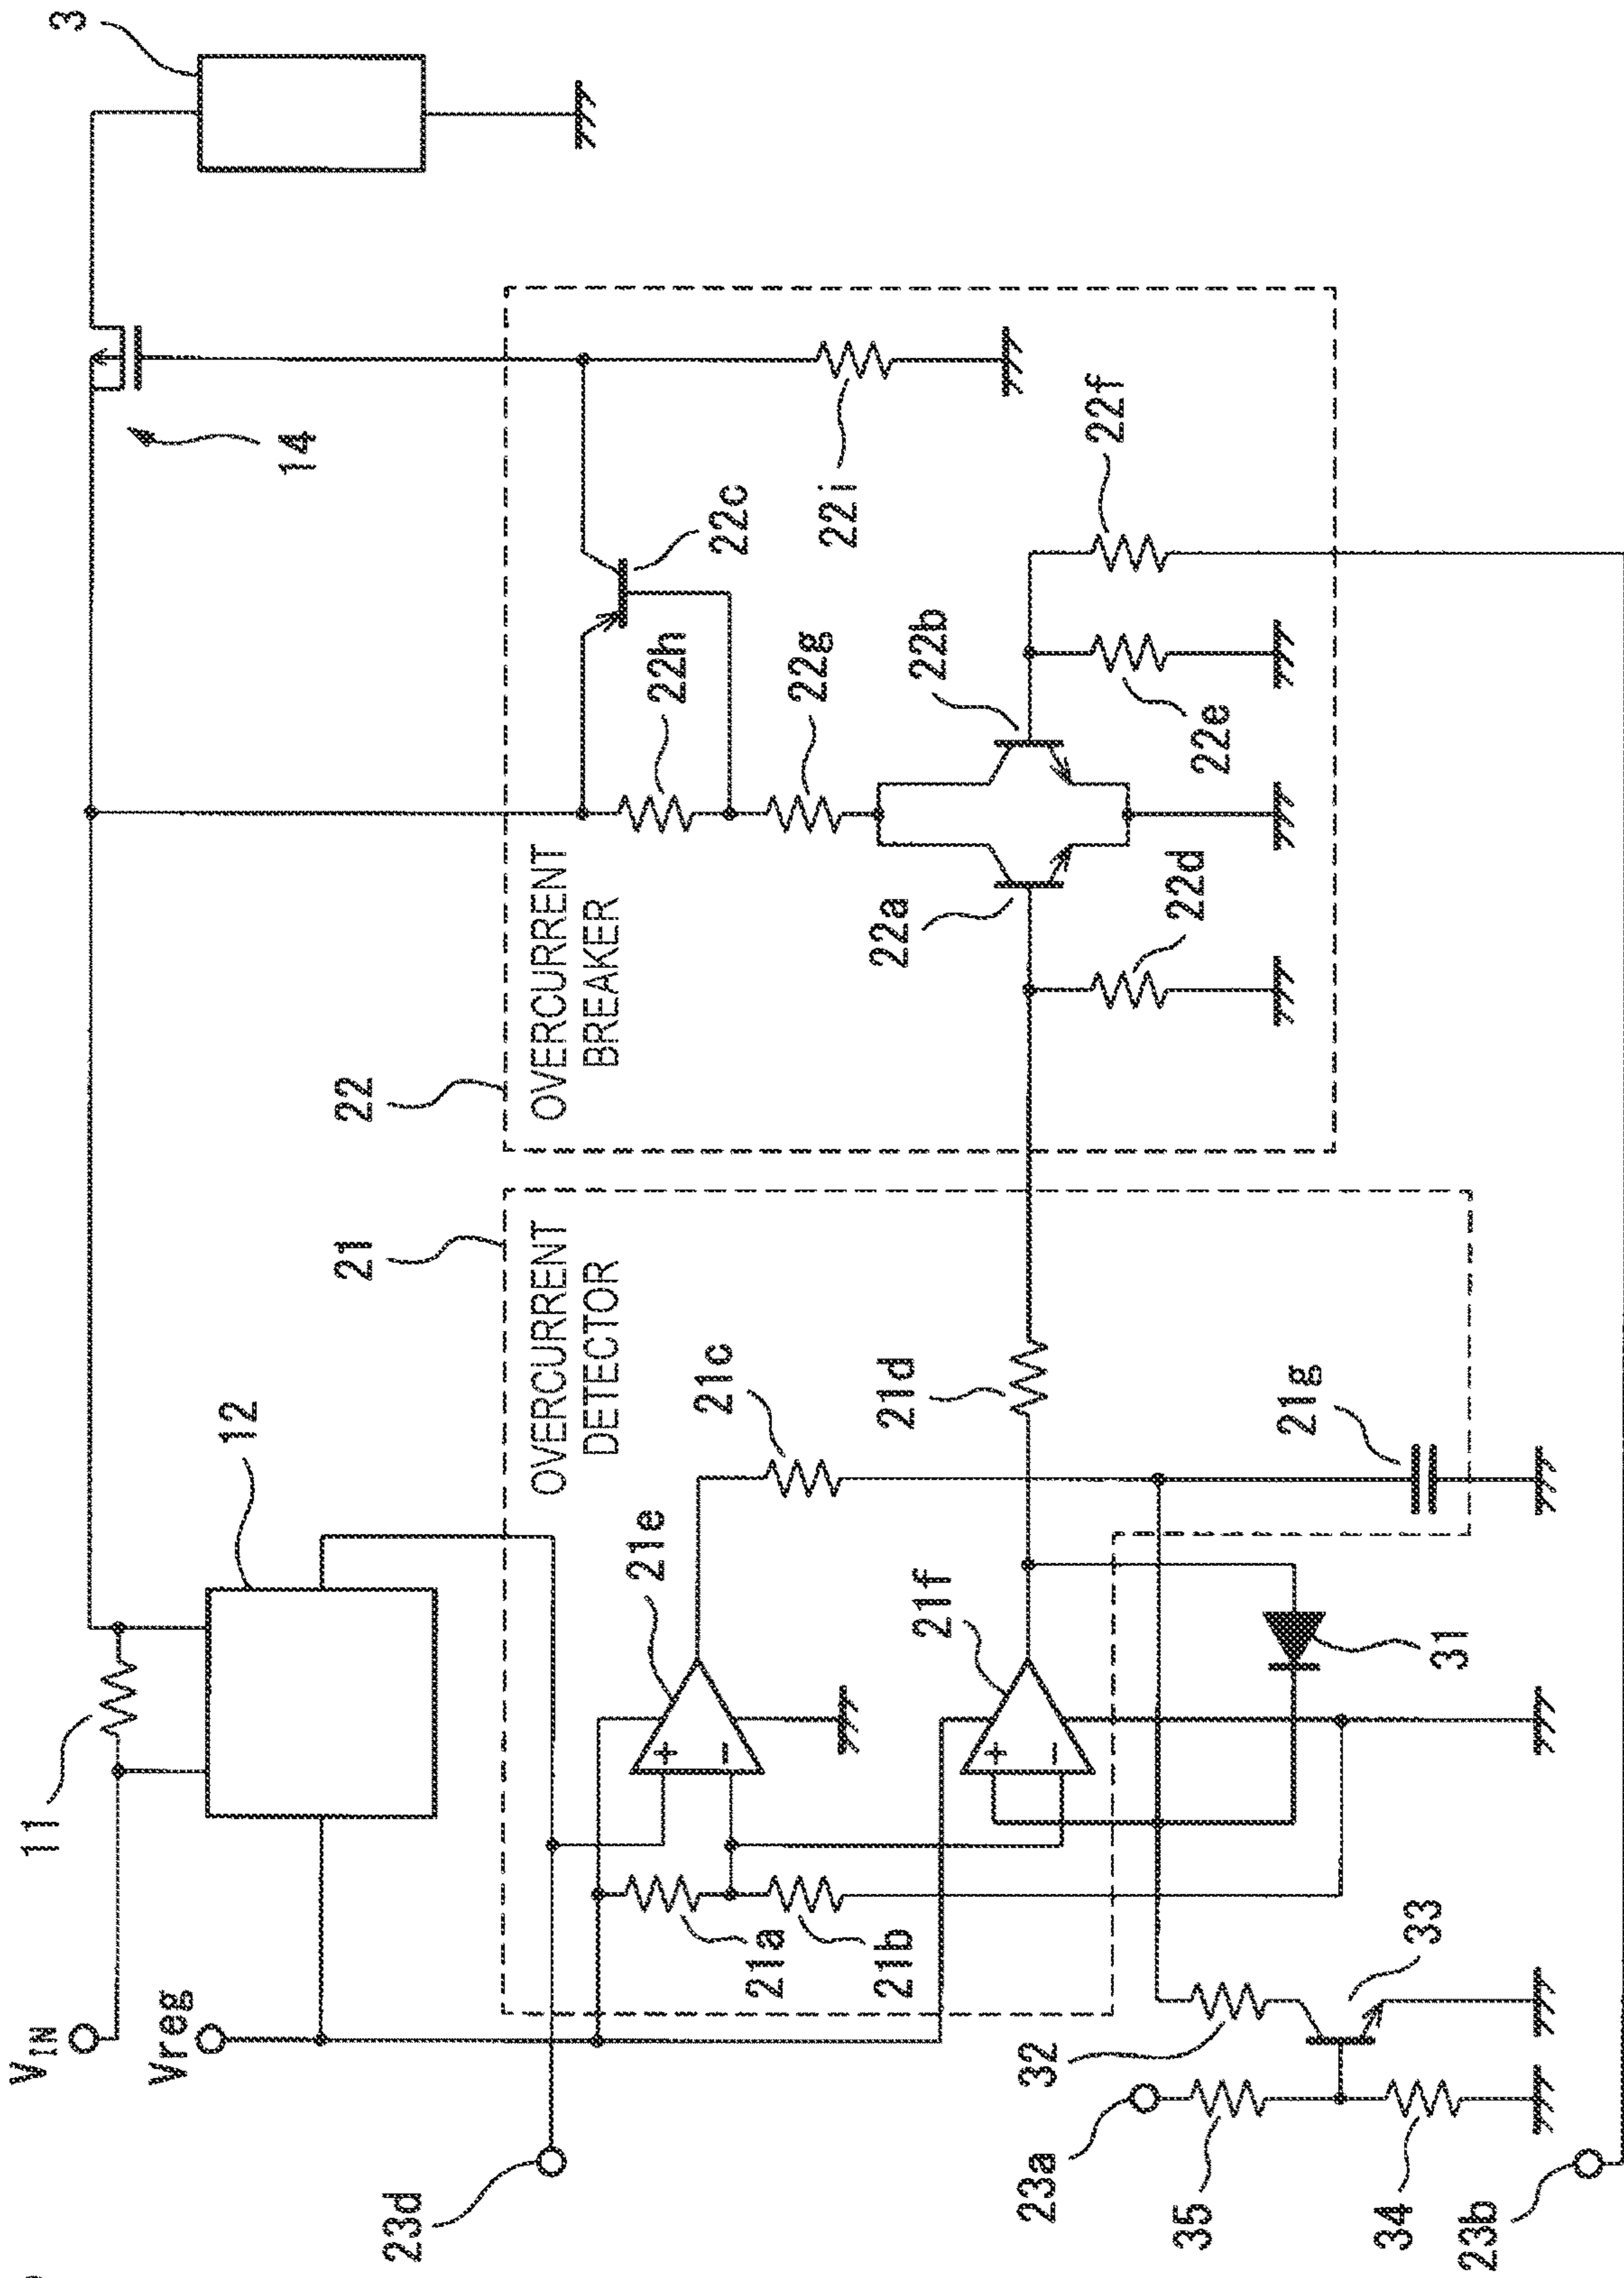 3
14
22
OVERCURRENT
BREAKER
22c
22h
22g
22i
22f
22b
22e
22a
22d
21
OVERCURRENT
DETECTOR
12
11
21c
21d
21e
21f
21g
21a
21b
31
VIN
Vreg
23d
33
32
23a
35
34
23b